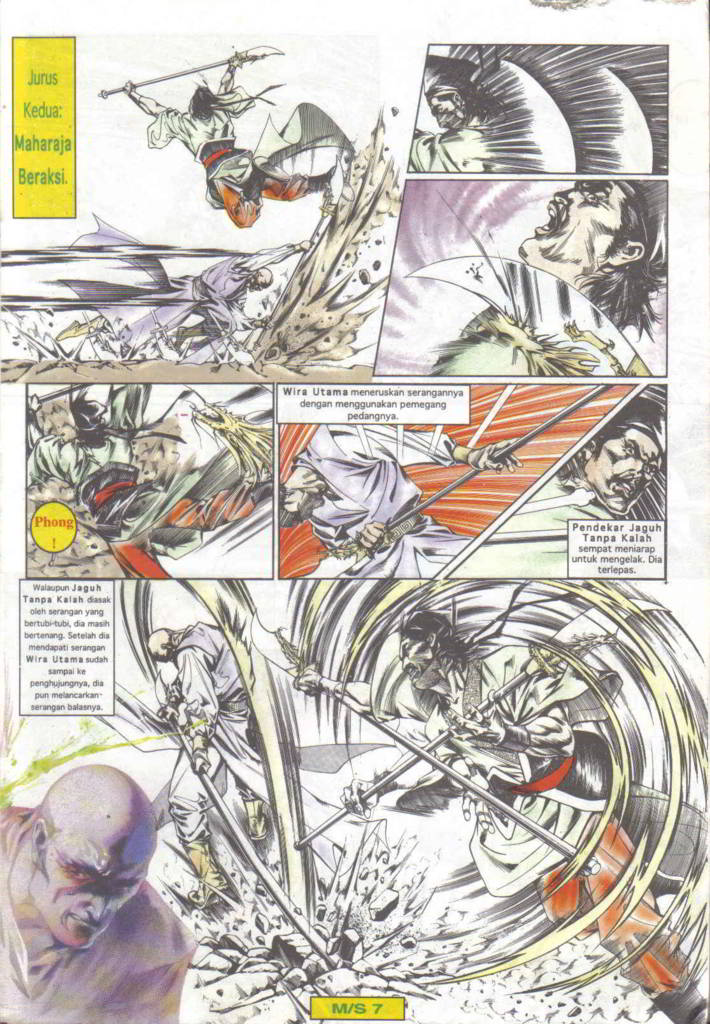 Jurus
Kedua:
Maharaja
Beraksi.
Wira Utama meneruskan serangannya
dengan menggunakan pemegang
pedangnya.
Phong
!
Pendekar Jaguh
Tanpa Kalah
sempat meniarap
untuk mengelak. Dia
terlepas.
Walaupun Jaguh
Tanpa Kalah diasak
oleh serangan yang
bertubi-tubi, dia masih
bertenang. Setelah dia
mendapati serangan
Wira Utama sudah
sampai ke
penghujungnya, dia
pun melancarkan
serangan balasnya.
M/S 7